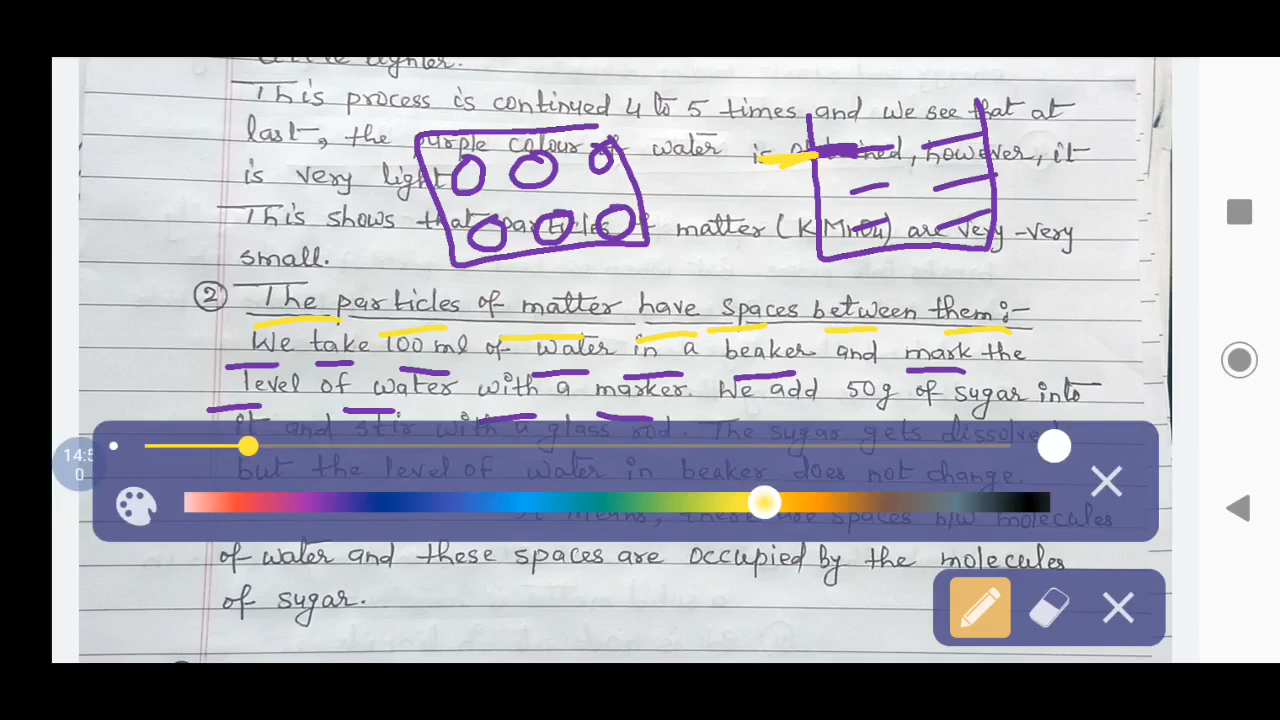 little lighter.
This process is continued 4 to 5 times and we see that at
last, the purple colour of water is obtained, however, it
is very light
This shows that particles of matter (KMnO4) are very-very
small.
② The particles of matter have spaces between them :-
We take 100 ml of water in a beaker and mark the
level of water with a marker. We add 50g of sugar into
it and stir with a glass rod. The sugar gets dissolved
but the level of water in beaker does not change.
It means, there are spaces b/w molecules
of water and these spaces are occupied by the molecules
of sugar.
14:5
0